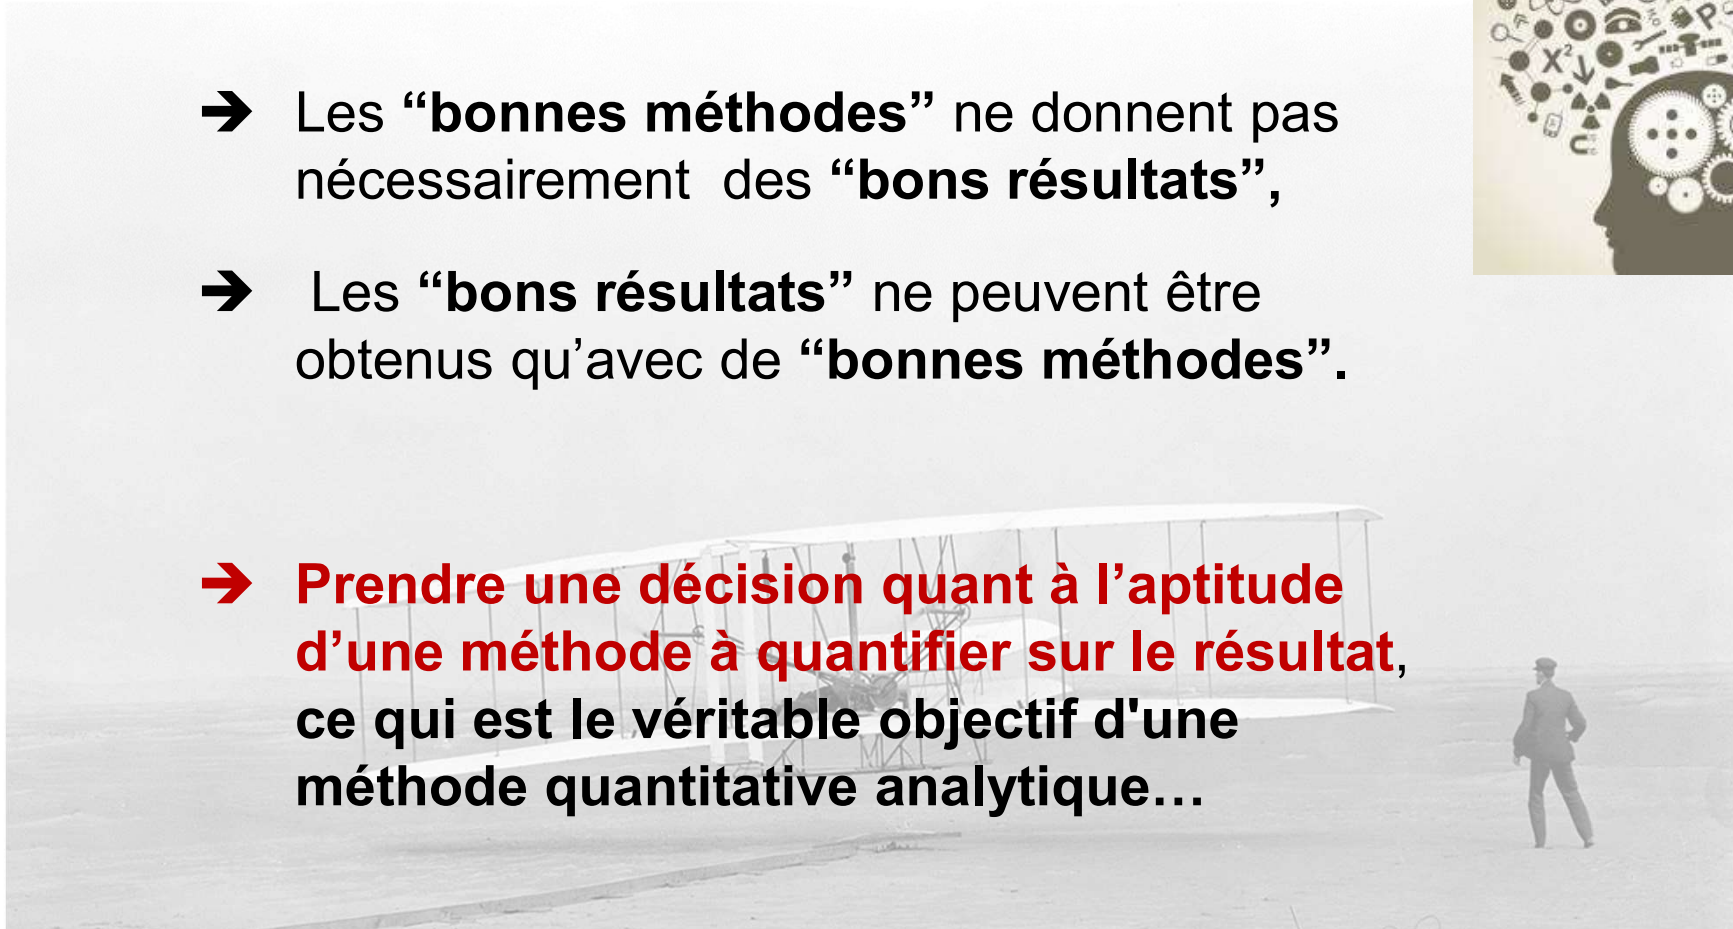 ➔ Les “bonnes méthodes” ne donnent pas
nécessairement des “bons résultats”,
➔ Les “bons résultats” ne peuvent être
obtenus qu’avec de “bonnes méthodes”.
➔ Prendre une décision quant à l’aptitude
d’une méthode à quantifier sur le résultat,
ce qui est le véritable objectif d'une
méthode quantitative analytique…
X²
P